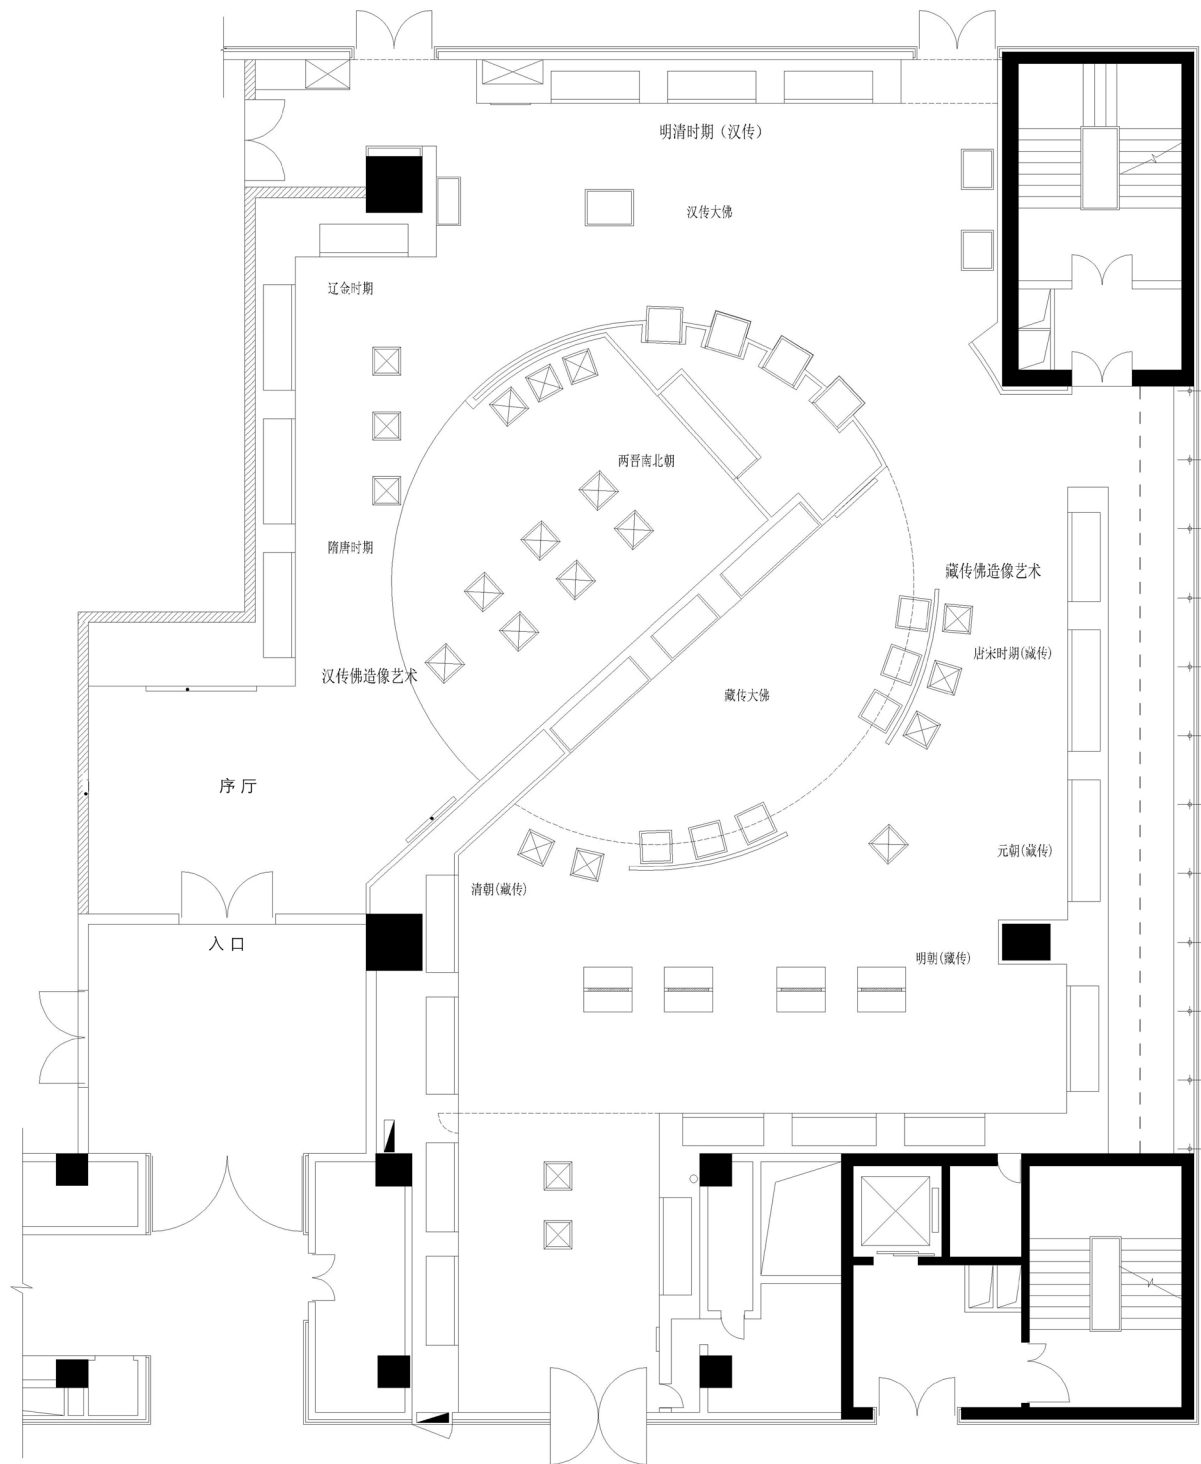 明清时期（汉传）
汉传大佛
辽金时期
两晋南北朝
隋唐时期
藏传佛造像艺术
唐宋时期(藏传)
汉传佛造像艺术
藏传大佛
序厅
元朝(藏传)
清朝(藏传)
入口
明朝(藏传)